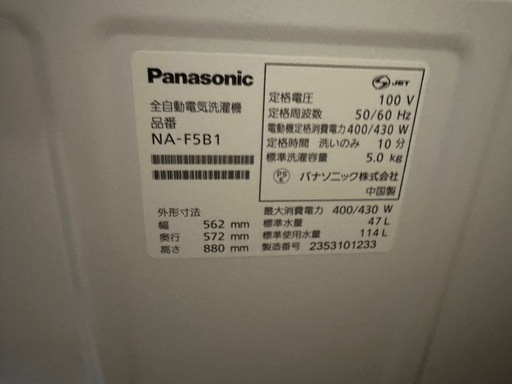 Panasonic
全自動電気洗濯機
品番
NA-F5B1
外形寸法
幅 562 mm
奥行 572 mm
高さ 880 mm
JET
定格電圧 100 V
定格周波数 50/60 Hz
電動機定格消費電力 400/430 W
定格時間 洗いのみ 10 分
標準洗濯容量 5.0 kg
PS E パナソニック株式会社
中国製
最大消費電力 400/430 W
標準水量 47 L
標準使用水量 114 L
製造番号 2353101233